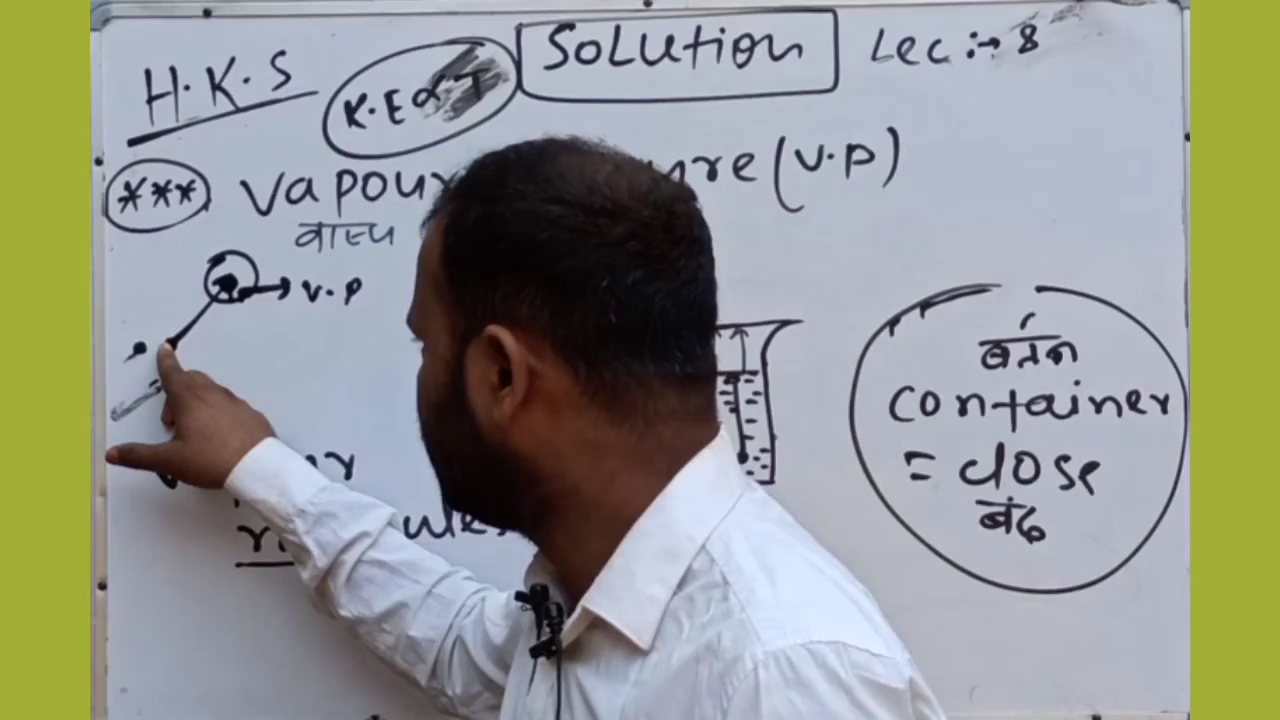 H.K.S
K.E∝T
Solution
Lec :→ 8
*** Vapour ure (V.P)
वाष्प
V.P
बर्तन
container
= close
बंद